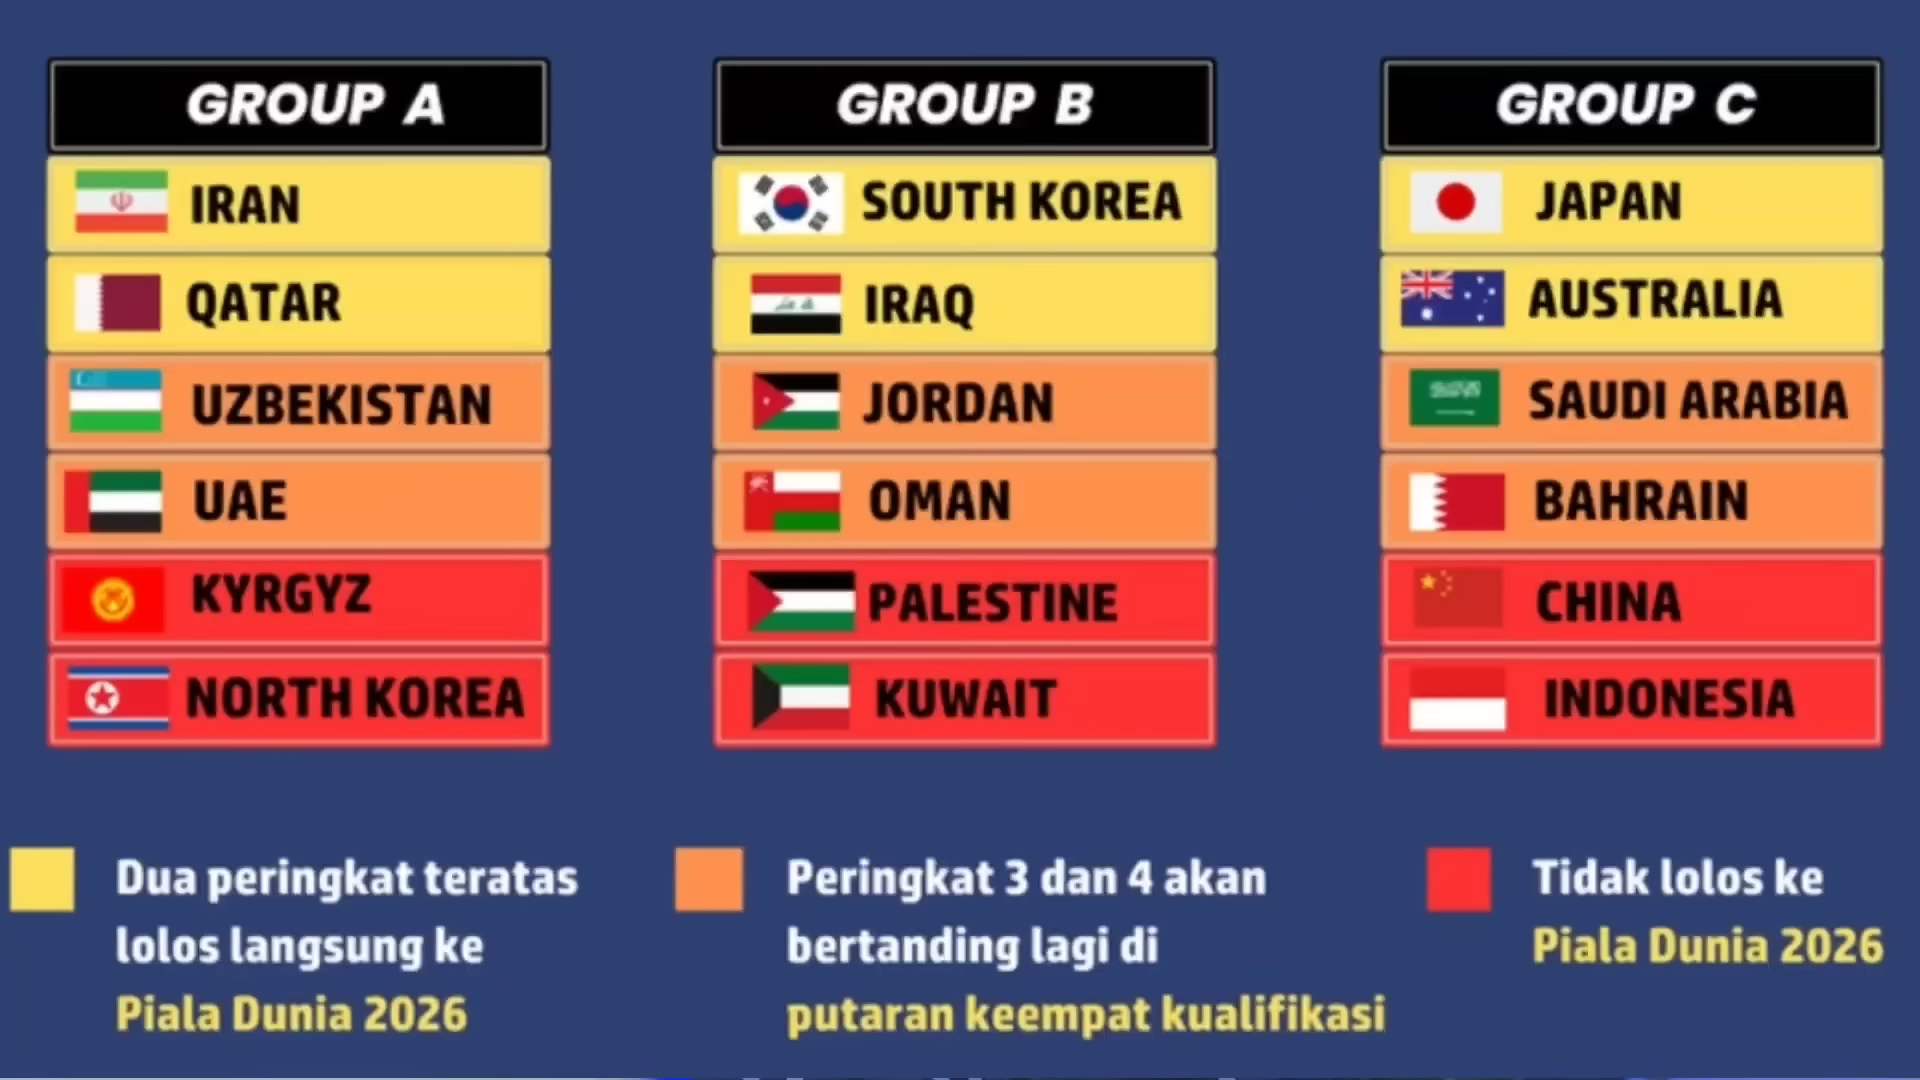 GROUP A
IRAN
QATAR
UZBEKISTAN
UAE
KYRGYZ
NORTH KOREA
GROUP B
SOUTH KOREA
IRAQ
JORDAN
OMAN
PALESTINE
KUWAIT
GROUP C
JAPAN
AUSTRALIA
SAUDI ARABIA
BAHRAIN
CHINA
INDONESIA
Dua peringkat teratas
lolos langsung ke
Piala Dunia 2026
Peringkat 3 dan 4 akan
bertanding lagi di
putaran keempat kualifikasi
Tidak lolos ke
Piala Dunia 2026